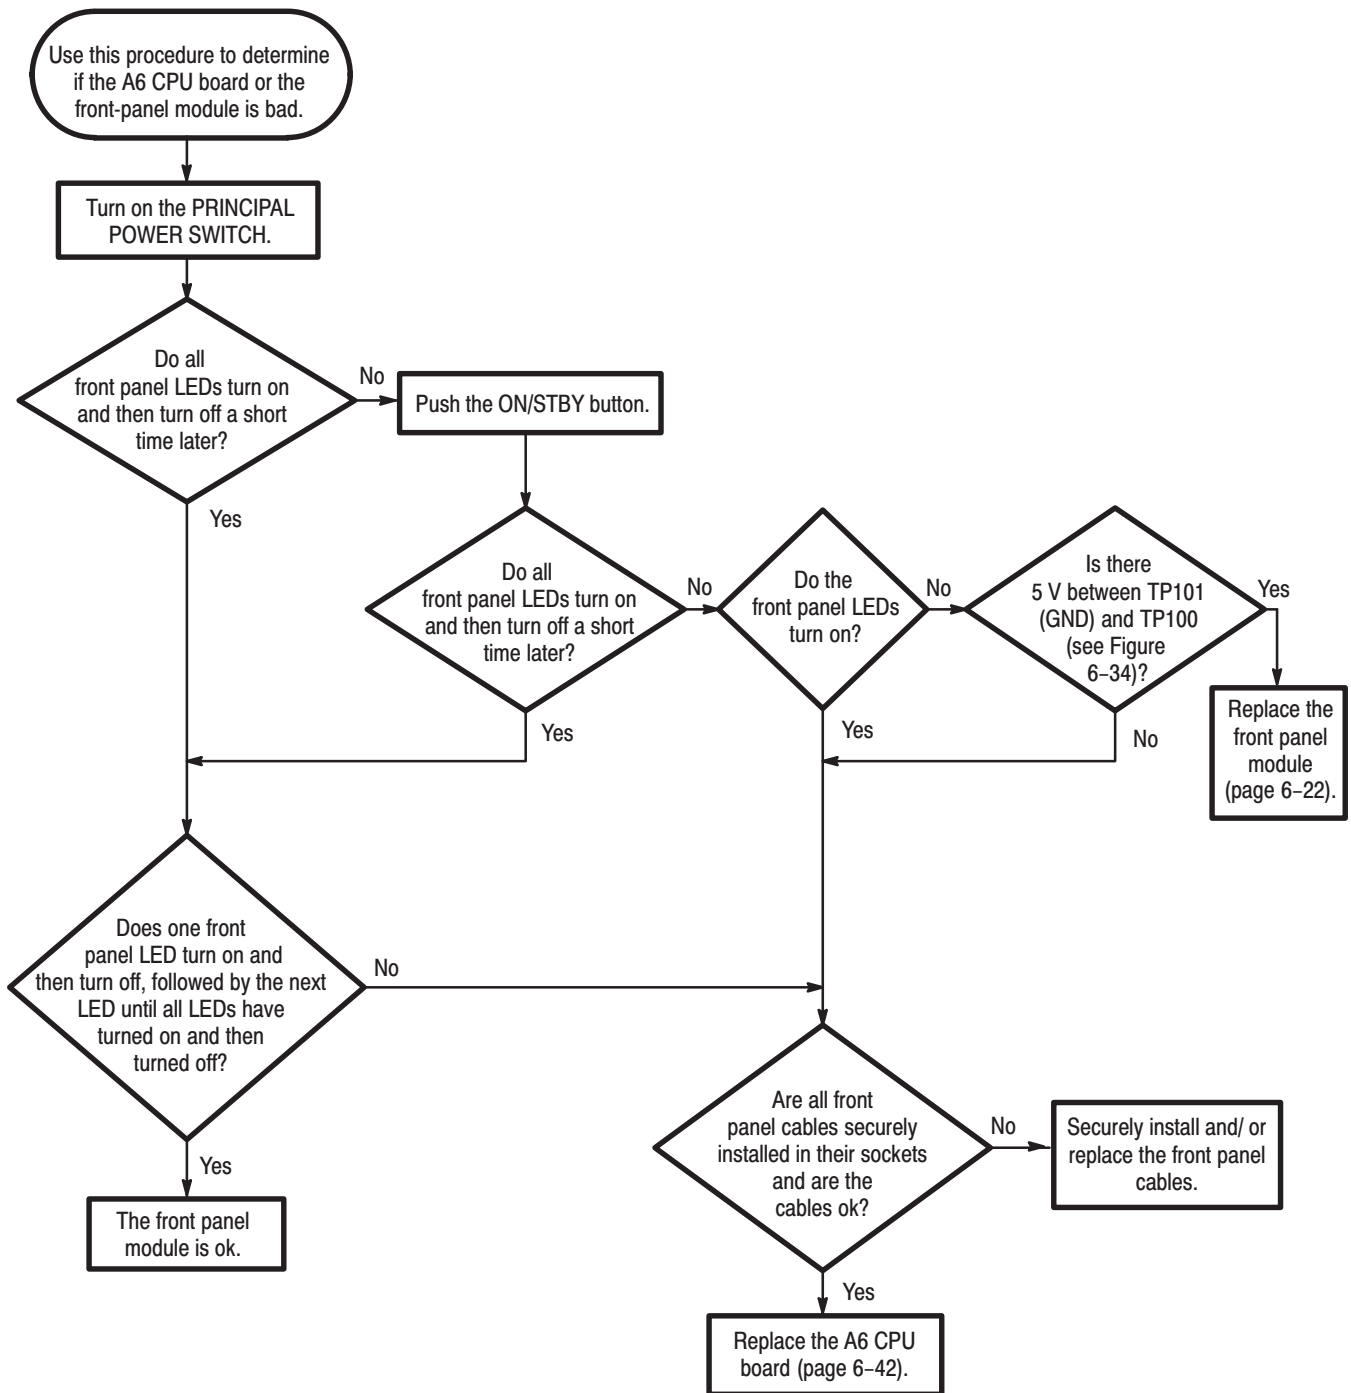 Use this procedure to determine
if the A6 CPU board or the
front-panel module is bad.
Turn on the PRINCIPAL
POWER SWITCH.
Do all
front panel LEDs turn on
and then turn off a short
time later?
No
Push the ON/STBY button.
Yes
Do all
front panel LEDs turn on
and then turn off a short
time later?
No
Do the
front panel LEDs
turn on?
No
Is there
5 V between TP101
(GND) and TP100
(see Figure
6–34)?
Yes
Replace the
front panel
module
(page 6–22).
Yes
Yes
No
Does one front
panel LED turn on and
then turn off, followed by the next
LED until all LEDs have
turned on and then
turned off?
No
Are all front
panel cables securely
installed in their sockets
and are the
cables ok?
No
Securely install and/ or
replace the front panel
cables.
Yes
The front panel
module is ok.
Yes
Replace the A6 CPU
board (page 6–42).